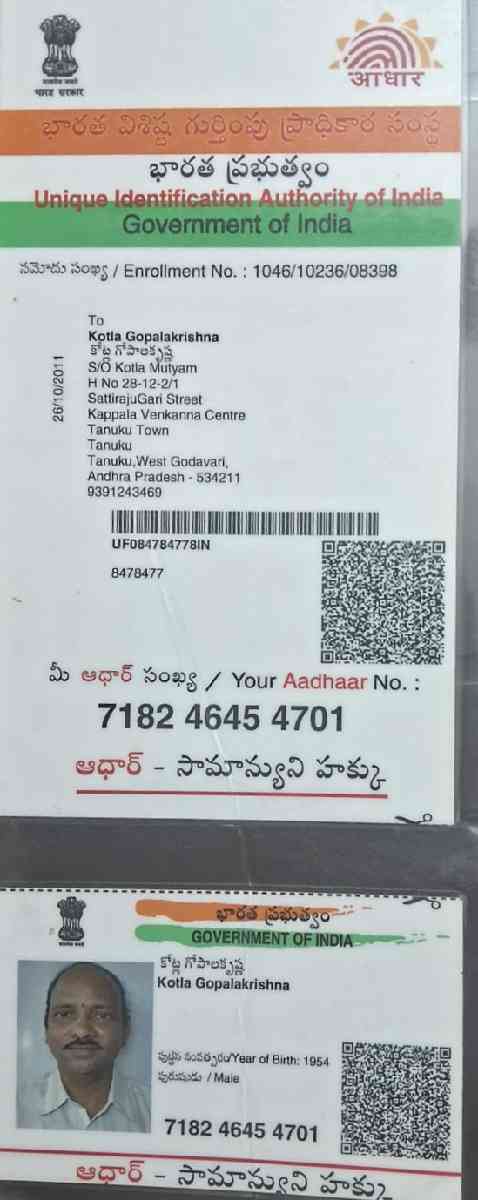 भारत सरकार
आधार
భారత విశిష్ట గుర్తింపు ప్రాధికార సంస్థ
భారత ప్రభుత్వం
Unique Identification Authority of India
Government of India
నమోదు సంఖ్య / Enrollment No. : 1046/10236/08398
26/10/2011
To
Kotla Gopalakrishna
కోట్ల గోపాలకృష్ణ
S/O Kotla Mutyam
H No 28-12-2/1
SattirajuGari Street
Kappala Venkanna Centre
Tanuku Town
Tanuku
Tanuku,West Godavari,
Andhra Pradesh - 534211
9391243469
UF084784778IN
8478477
మీ ఆధార్ సంఖ్య / Your Aadhaar No. :
7182 4645 4701
ఆధార్ - సామాన్యుని హక్కు
భారత ప్రభుత్వం
GOVERNMENT OF INDIA
కోట్ల గోపాలకృష్ణ
Kotla Gopalakrishna
పుట్టిన సంవత్సరం/Year of Birth: 1954
పురుషుడు / Male
7182 4645 4701
ఆధార్ - సామాన్యుని హక్కు